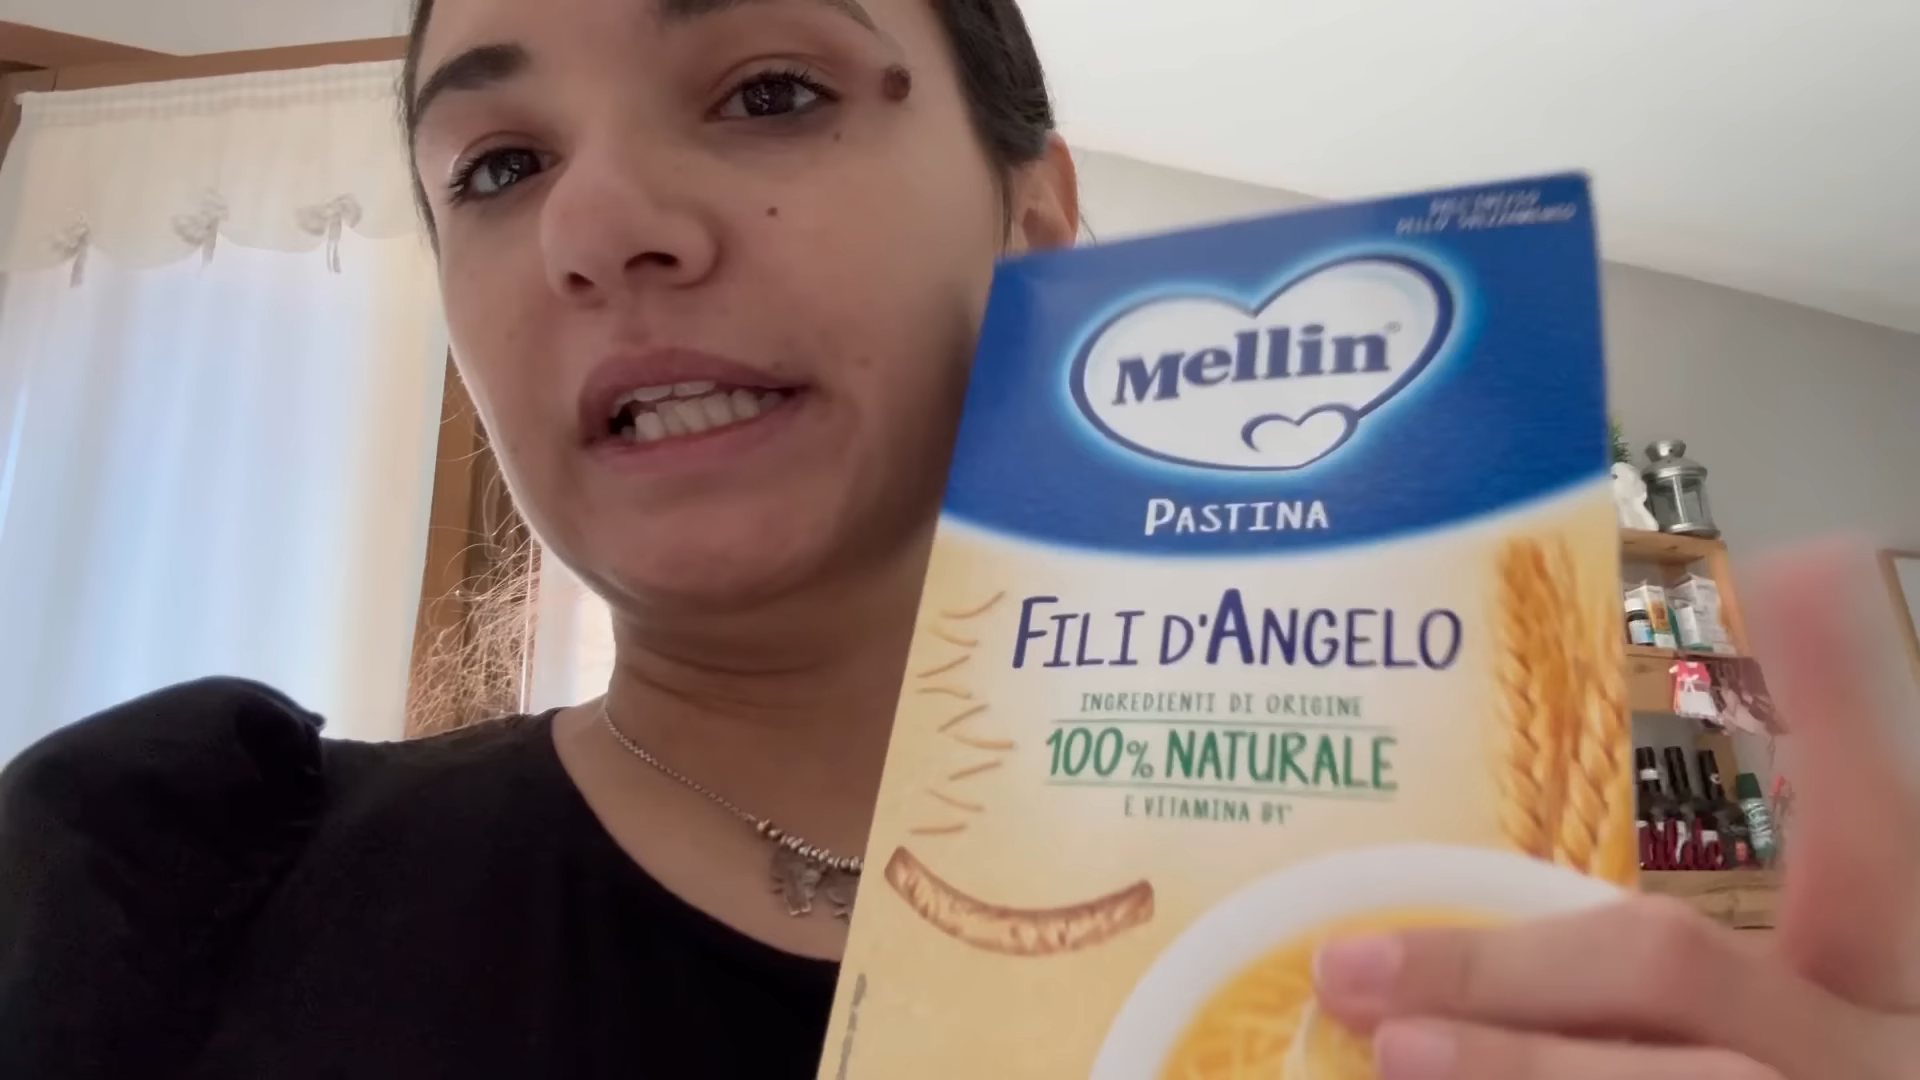 Mellin®
PASTINA
FILI D'ANGELO
INGREDIENTI DI ORIGINE
100% NATURALE
E VITAMINA B1*